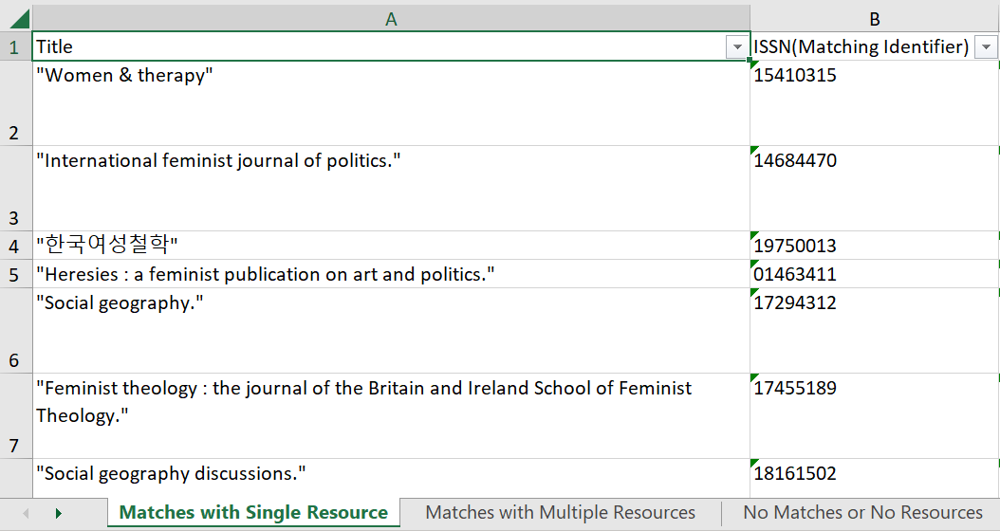 A B
1 Title ISSN(Matching Identifier)
2 "Women & therapy" 15410315
3 "International feminist journal of politics." 14684470
4 "한국여성철학" 19750013
5 "Heresies : a feminist publication on art and politics." 01463411
6 "Social geography." 17294312
7 "Feminist theology : the journal of the Britain and Ireland School of Feminist 17455189
Theology."
"Social geography discussions." 18161502
Matches with Single Resource Matches with Multiple Resources No Matches or No Resources